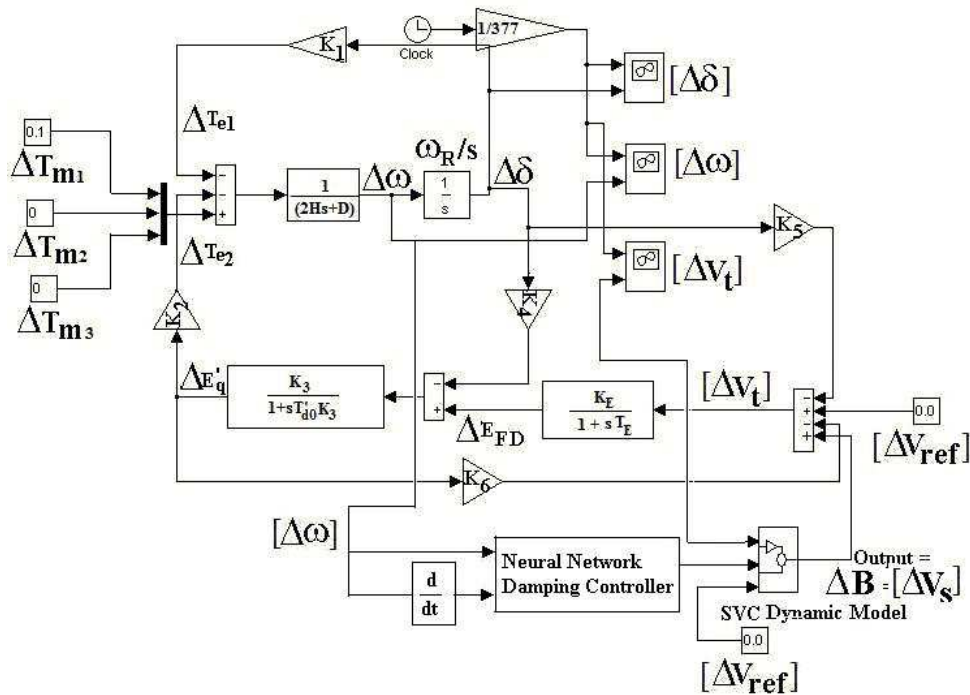 1/377
Clock
K1
[Δδ]
ΔTe1
0.1
ΔTm1
ωR/s
[Δω]
Δω
1
(2Hs+D)
1
s
Δδ
K5
0
ΔTm2
ΔTe2
[ΔVt]
0
ΔTm3
K2
K4
ΔE'q
K3
1+sT'd0K3
ΔEFD
KE
1 + sTE
[ΔVt]
0.0
[ΔVref]
K6
[Δω]
d
dt
Neural Network
Damping Controller
Output =
ΔB =[ΔVs]
SVC Dynamic Model
0.0
[ΔVref]